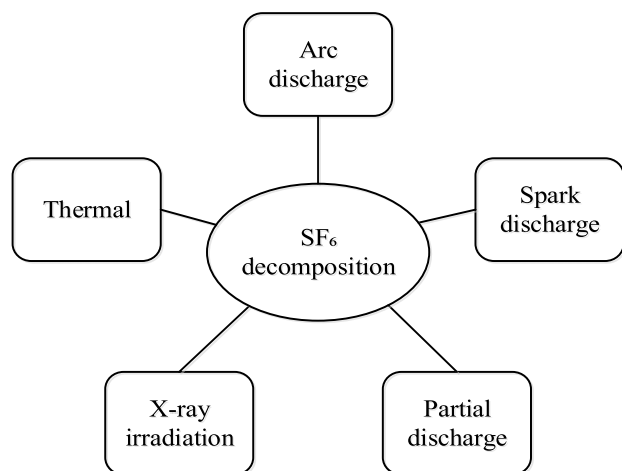 Arc
discharge
Thermal
Spark
discharge
SF₆
decomposition
X-ray
irradiation
Partial
discharge